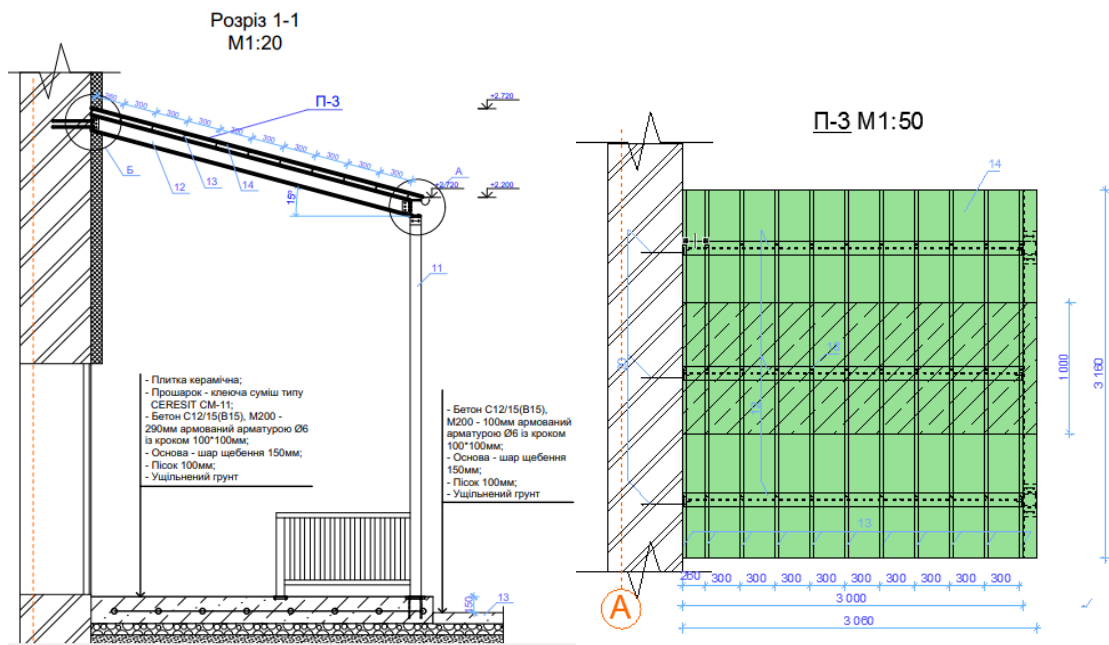 Розріз 1-1
М1:20
260
300
300
300
300
300
300
300
300
300
П-3
+2.720
+2.720
+2.200
А
Б
12
13
14
15°
11
- Плитка керамічна;
- Прошарок - клеюча суміш типу
CERESIT CM-11;
- Бетон С12/15(В15), М200 -
290мм армований арматурою Ø6
із кроком 100*100мм;
- Основа - шар щебення 150мм;
- Пісок 100мм;
- Ущільнений грунт
- Бетон С12/15(В15),
М200 - 100мм армований
арматурою Ø6 із кроком
100*100мм;
- Основа - шар щебення
150мм;
- Пісок 100мм;
- Ущільнений грунт
150
13
П-3 М1:50
14
13
13
1 000
3 160
260
300
300
300
300
300
300
300
300
3 000
3 060
А